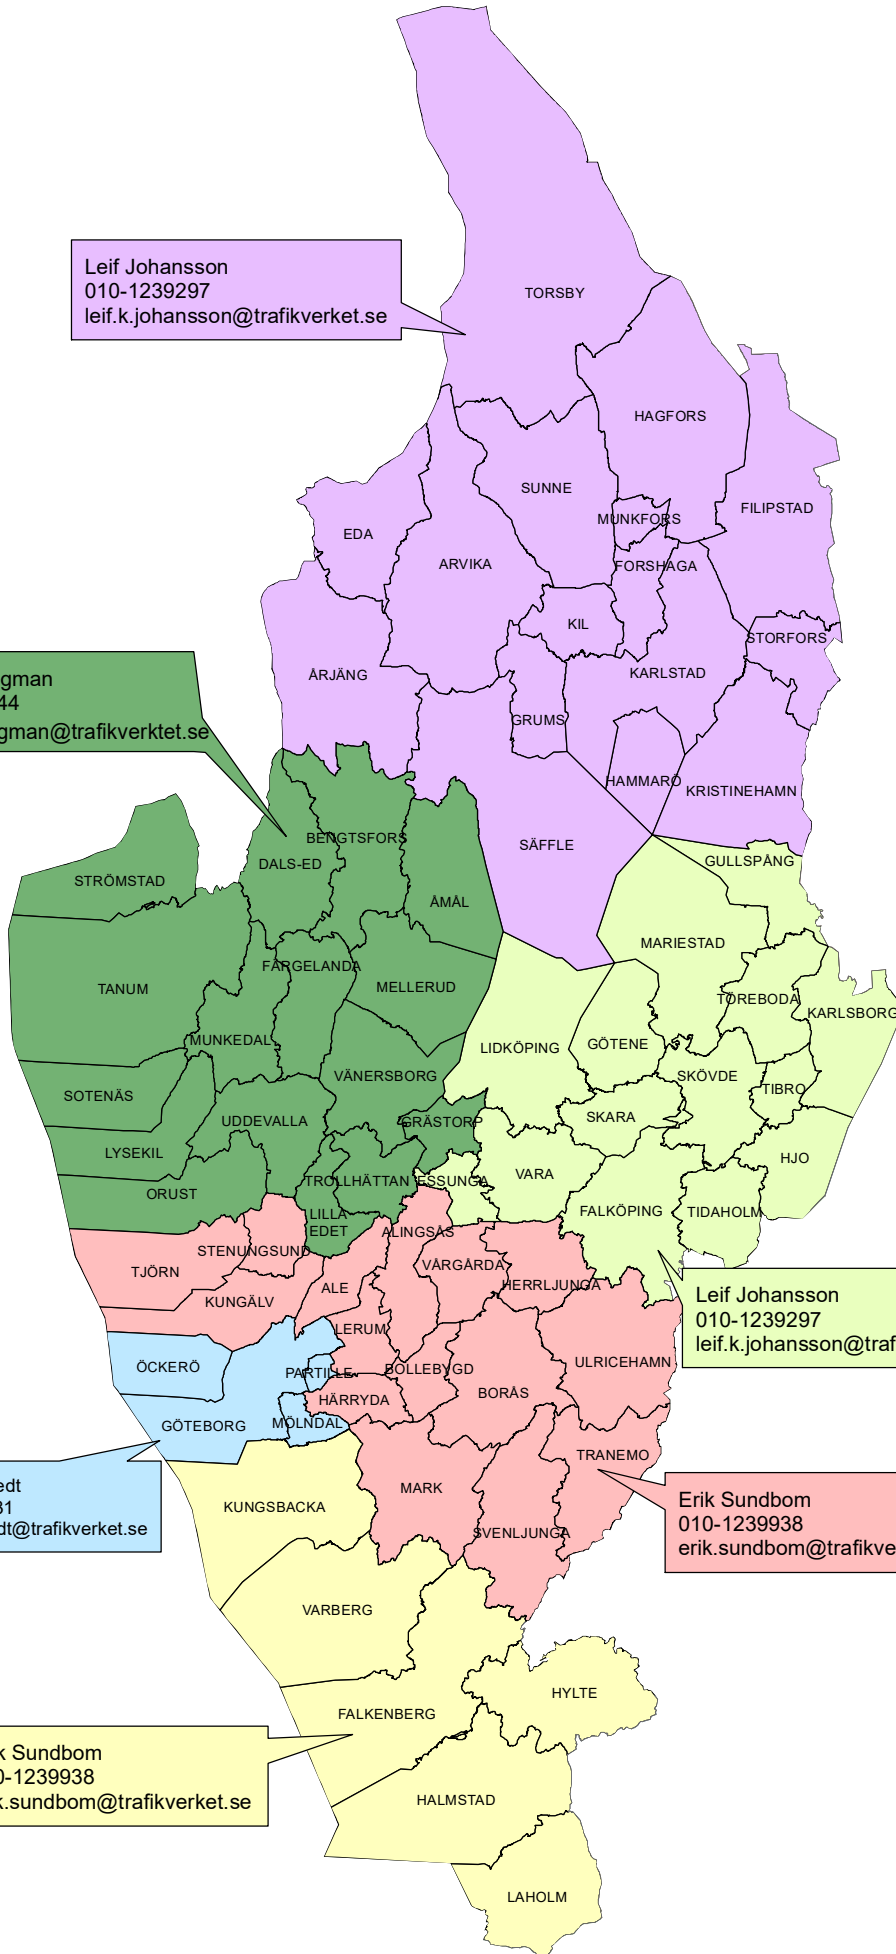 Leif Johansson
010-1239297
leif.k.johansson@trafikverket.se
TORSBY
HAGFORS
SUNNE
MUNKFORS
FILIPSTAD
EDA
ARVIKA
FORSHAGA
KIL
STORFORS
ÅRJÄNG
KARLSTAD
GRUMS
HAMMARÖ
KRISTINEHAMN
SÄFFLE
gman
44
gman@trafikverktet.se
BENGTSFORS
DALS-ED
STRÖMSTAD
ÅMÅL
GULLSPÅNG
MARIESTAD
TANUM
FÄRGELANDA
MELLERUD
TÖREBODA
KARLSBORG
MUNKEDAL
LIDKÖPING
GÖTENE
VÄNERSBORG
SKÖVDE
TIBRO
SOTENÄS
UDDEVALLA
GRÄSTORP
SKARA
LYSEKIL
HJO
ORUST
TROLLHÄTTAN
ESSUNGA
VARA
FALKÖPING
TIDAHOLM
LILLA
EDET
STENUNGSUND
ALINGSÅS
TJÖRN
VÅRGÅRDA
HERRLJUNGA
ALE
KUNGÄLV
LERUM
Leif Johansson
010-1239297
leif.k.johansson@traf
ÖCKERÖ
PARTILLE
BOLLEBYGD
ULRICEHAMN
HÄRRYDA
BORÅS
GÖTEBORG
MÖLNDAL
TRANEMO
edt
31
dt@trafikverket.se
MARK
KUNGSBACKA
SVENLJUNGA
Erik Sundbom
010-1239938
erik.sundbom@trafikve
VARBERG
HYLTE
FALKENBERG
k Sundbom
0-1239938
k.sundbom@trafikverket.se
HALMSTAD
LAHOLM